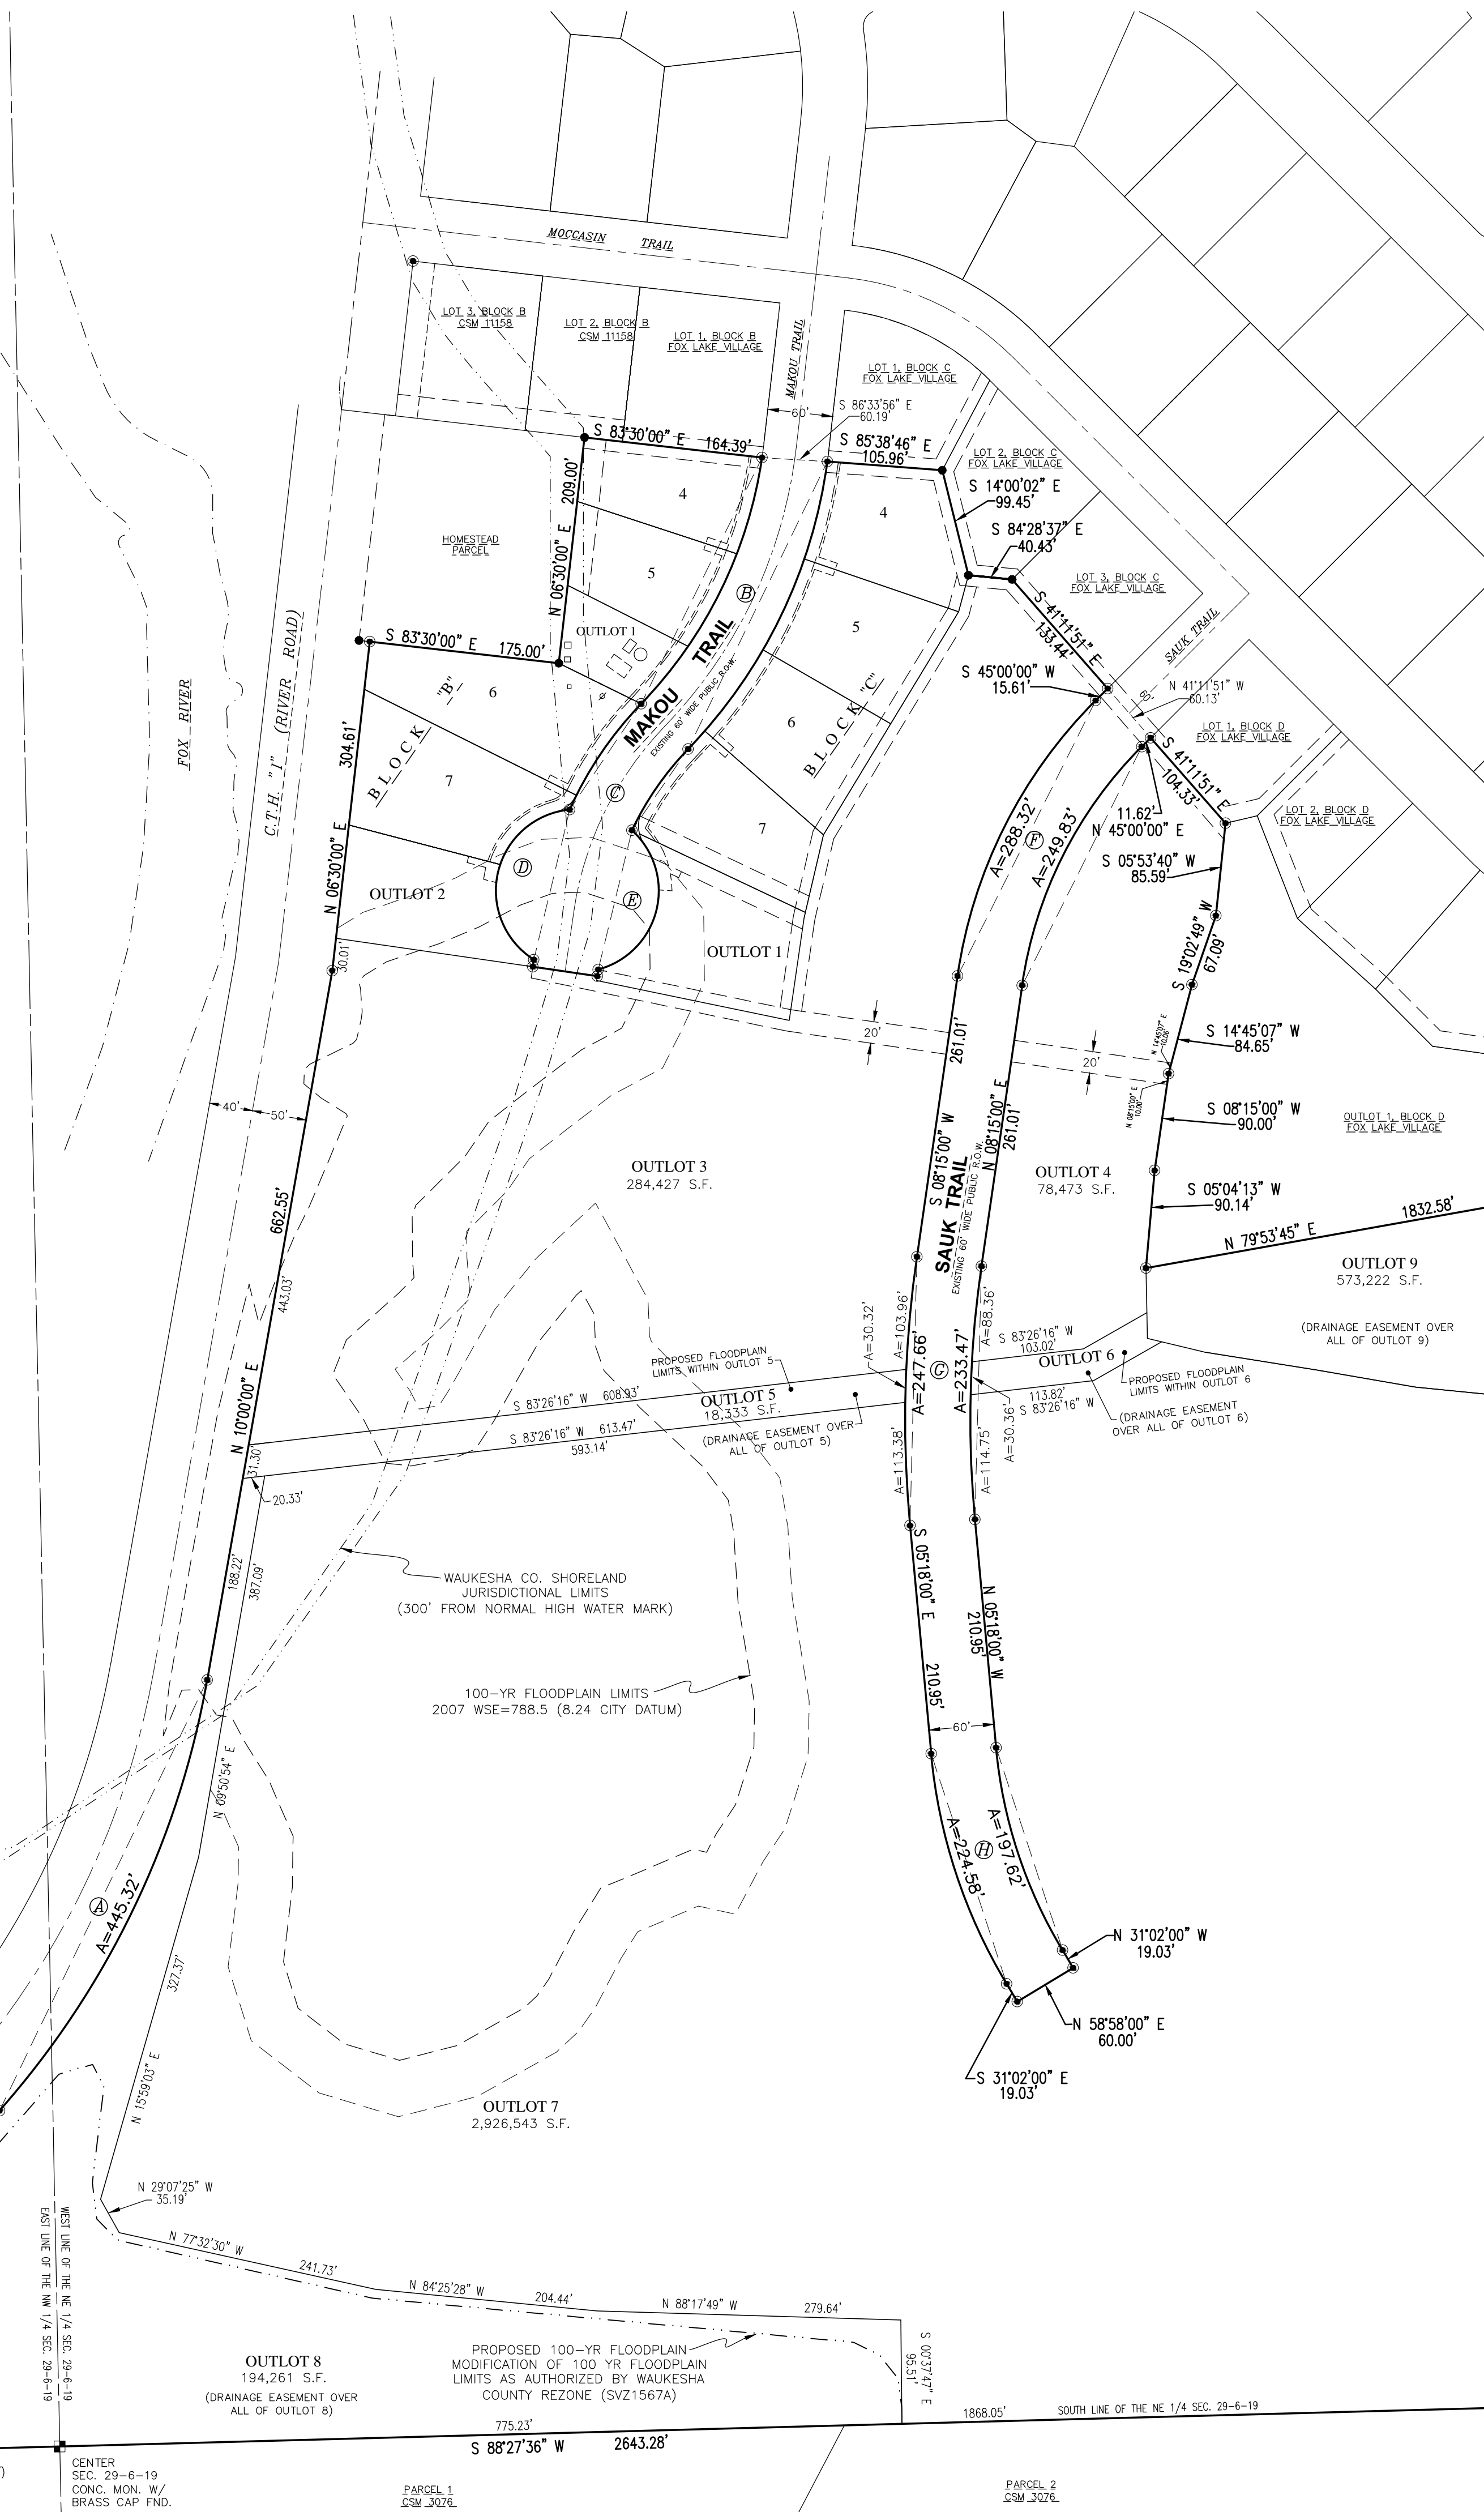 MOCCASIN TRAIL
LOT 3, BLOCK B
CSM 11158
LOT 2, BLOCK B
CSM 11158
LOT 1, BLOCK B
FOX LAKE VILLAGE
MAKOU TRAIL
LOT 1, BLOCK C
FOX LAKE VILLAGE
60'
S 86°33'56" E
60.19'
S 83°30'00" E 164.39'
S 85°38'46" E
105.96'
LOT 2, BLOCK C
FOX LAKE VILLAGE
S 14°00'02" E
99.45'
S 84°28'37" E
40.43'
LOT 3, BLOCK C
FOX LAKE VILLAGE
209.00'
N 06°30'00" E
4
4
HOMESTEAD
PARCEL
5
B
5
S 41°11'51" E
133.44'
SAUK TRAIL
OUTLOT 1
S 83°30'00" E 175.00'
S 45°00'00" W
15.61'
60'
N 41°11'51" W
60.13'
MAKOU TRAIL
EXISTING 60' WIDE PUBLIC R.O.W.
FOX RIVER
C.T.H. "I" (RIVER ROAD)
304.61'
N 06°30'00" E
BLOCK "B"
6
7
6
BLOCK "C"
7
LOT 1, BLOCK D
FOX LAKE VILLAGE
S 41°11'51" E
104.33'
11.62'
N 45°00'00" E
LOT 2, BLOCK D
FOX LAKE VILLAGE
C
D
E
F
A=288.32'
A=249.83'
S 05°53'40" W
85.59'
OUTLOT 2
30.01'
OUTLOT 1
S 19°02'49" W
67.09'
20'
20'
261.01'
N 14°45'07" E
10.06'
S 14°45'07" W
84.65'
N 08°15'00" E
10.00'
S 08°15'00" W
90.00'
40'
50'
OUTLOT 1, BLOCK D
FOX LAKE VILLAGE
S 08°15'00" W
N 08°15'00" E
261.01'
SAUK TRAIL
EXISTING 60' WIDE PUBLIC R.O.W.
OUTLOT 3
284,427 S.F.
OUTLOT 4
78,473 S.F.
S 05°04'13" W
90.14'
N 79°53'45" E 1832.58'
OUTLOT 9
573,222 S.F.
(DRAINAGE EASEMENT OVER
ALL OF OUTLOT 9)
662.55'
443.03'
N 10°00'00" E
A=30.32'
A=103.96'
A=247.66'
G
A=233.47'
A=88.36'
S 83°26'16" W
103.02'
OUTLOT 6
PROPOSED FLOODPLAIN
LIMITS WITHIN OUTLOT 5
S 83°26'16" W 608.93'
OUTLOT 5
18,333 S.F.
S 83°26'16" W 613.47'
593.14'
(DRAINAGE EASEMENT OVER
ALL OF OUTLOT 5)
PROPOSED FLOODPLAIN
LIMITS WITHIN OUTLOT 6
113.82'
S 83°26'16" W
(DRAINAGE EASEMENT
OVER ALL OF OUTLOT 6)
31.30'
20.33'
A=113.38'
A=114.75'
A=30.36'
188.22'
387.09'
WAUKESHA CO. SHORELAND
JURISDICTIONAL LIMITS
(300' FROM NORMAL HIGH WATER MARK)
S 05°18'00" E
210.95'
N 05°18'00" W
210.95'
100-YR FLOODPLAIN LIMITS
2007 WSE=788.5 (8.24 CITY DATUM)
60'
N 09°50'54" E
A
A=445.32'
327.37'
H
A=224.58'
A=197.62'
N 31°02'00" W
19.03'
N 58°58'00" E
60.00'
S 31°02'00" E
19.03'
N 15°59'03" E
OUTLOT 7
2,926,543 S.F.
N 29°07'25" W
35.19'
N 77°32'30" W 241.73'
N 84°25'28" W 204.44'
N 88°17'49" W 279.64'
S 00°37'47" E
95.51'
EAST LINE OF THE NW 1/4 SEC. 29-6-19
WEST LINE OF THE NE 1/4 SEC. 29-6-19
OUTLOT 8
194,261 S.F.
(DRAINAGE EASEMENT OVER
ALL OF OUTLOT 8)
PROPOSED 100-YR FLOODPLAIN
MODIFICATION OF 100 YR FLOODPLAIN
LIMITS AS AUTHORIZED BY WAUKESHA
COUNTY REZONE (SVZ1567A)
775.23'
1868.05'
SOUTH LINE OF THE NE 1/4 SEC. 29-6-19
S 88°27'36" W 2643.28'
CENTER
SEC. 29-6-19
CONC. MON. W/
BRASS CAP FND.
PARCEL 1
CSM 3076
PARCEL 2
CSM 3076